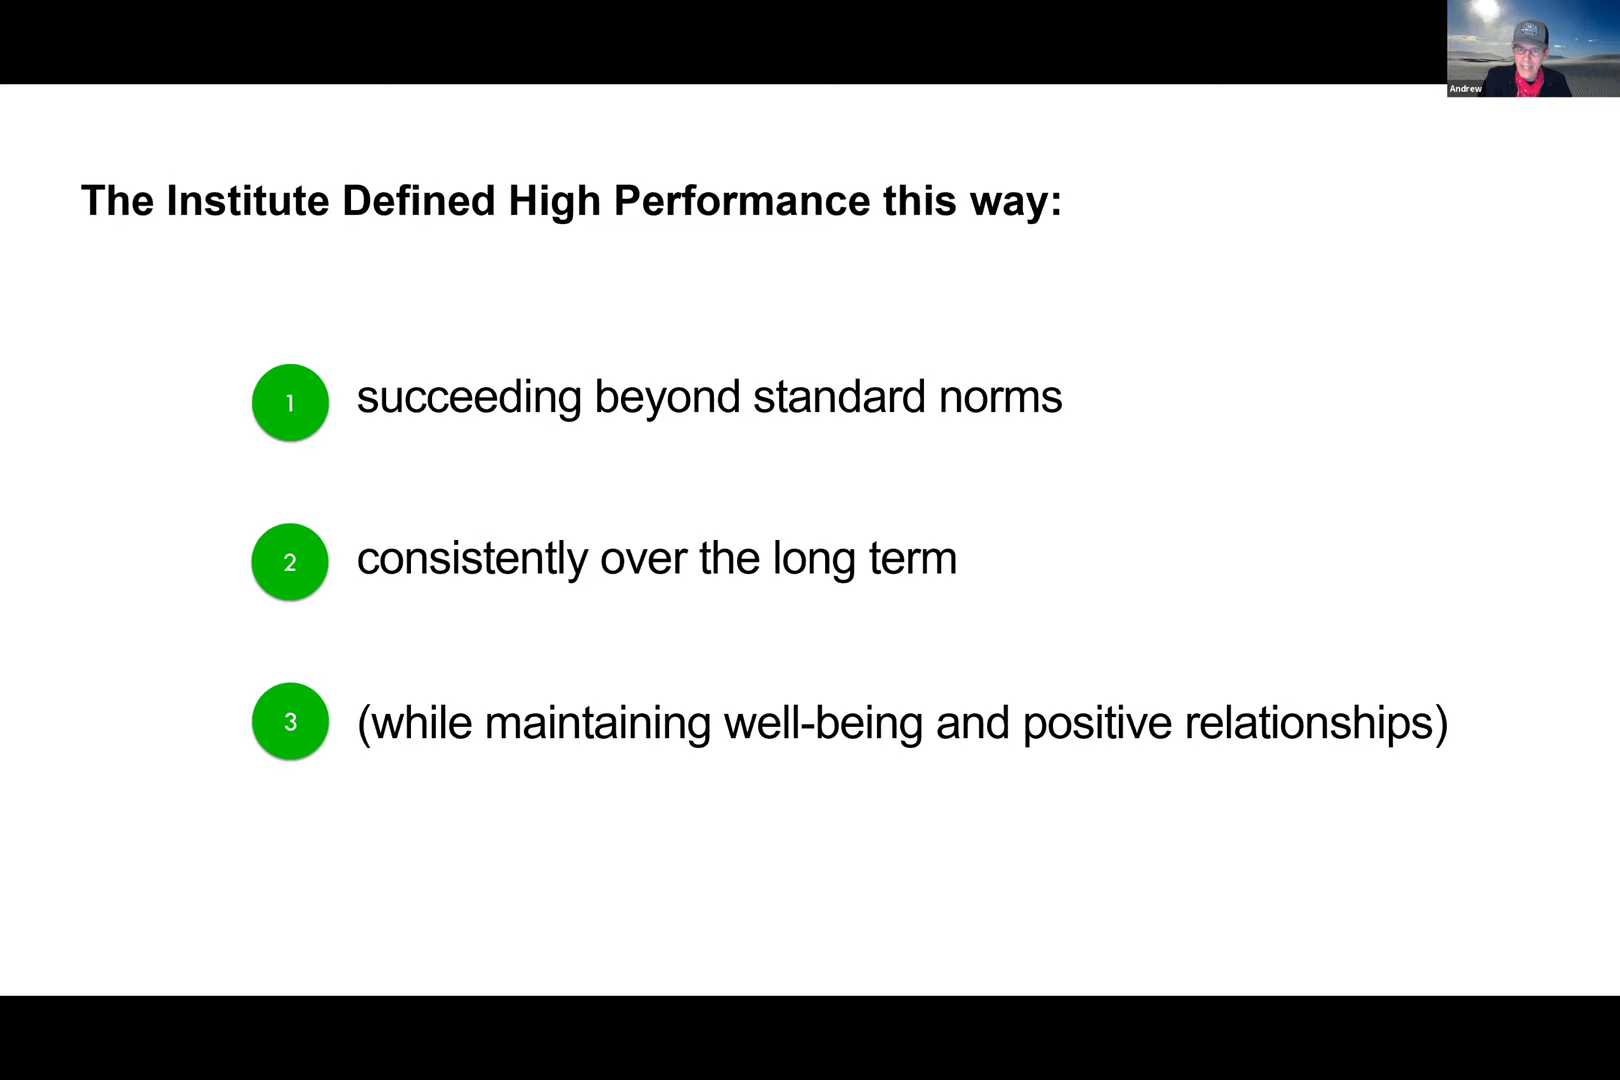 Andrew
The Institute Defined High Performance this way:
1 succeeding beyond standard norms
2 consistently over the long term
3 (while maintaining well-being and positive relationships)